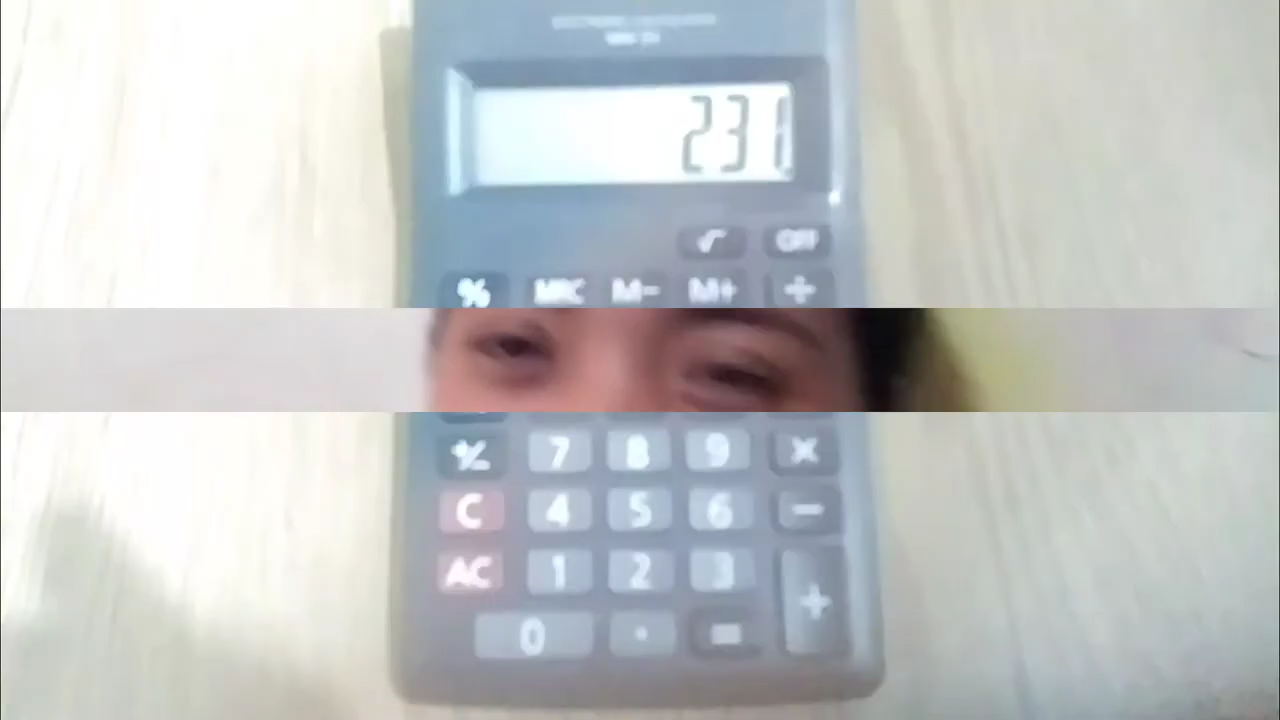 231
√ OFF
% MRC M− M+ ÷
+/− 7 8 9 ×
C 4 5 6 −
AC 1 2 3 +
0 · =